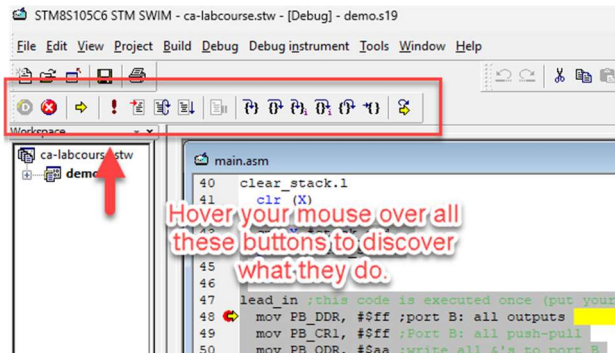 STM8S105C6 STM SWIM - ca-labcourse.stw - [Debug] - demo.s19
File Edit View Project Build Debug Debug instrument Tools Window Help
Workspace
ca-labcourse.stw
demo
main.asm
40 clear_stack.l
41 clr (X)
Hover your mouse over all
these buttons to discover
45
what they do.
46
47 lead_in ;this code is executed once (put your
48 mov PB_DDR, #$ff ;port B: all outputs
49 mov PB_CR1, #$ff ;Port B: all push-pull
50 mov PB_ODR, #$aa ;write all 's to port B